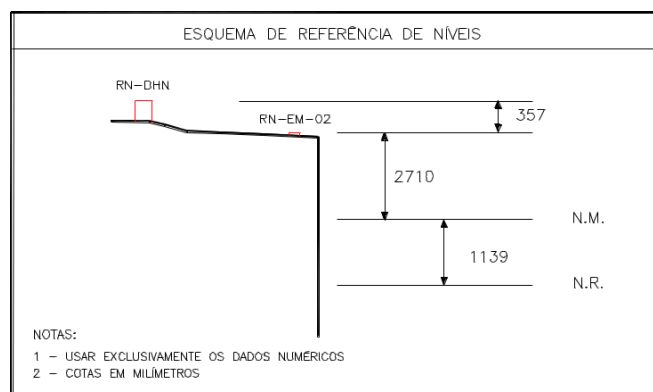 ESQUEMA DE REFERÊNCIA DE NÍVEIS
RN-DHN
357
RN-EM-02
2710
N.M.
1139
N.R.
NOTAS:
1 - USAR EXCLUSIVAMENTE OS DADOS NUMÉRICOS
2 - COTAS EM MILÍMETROS